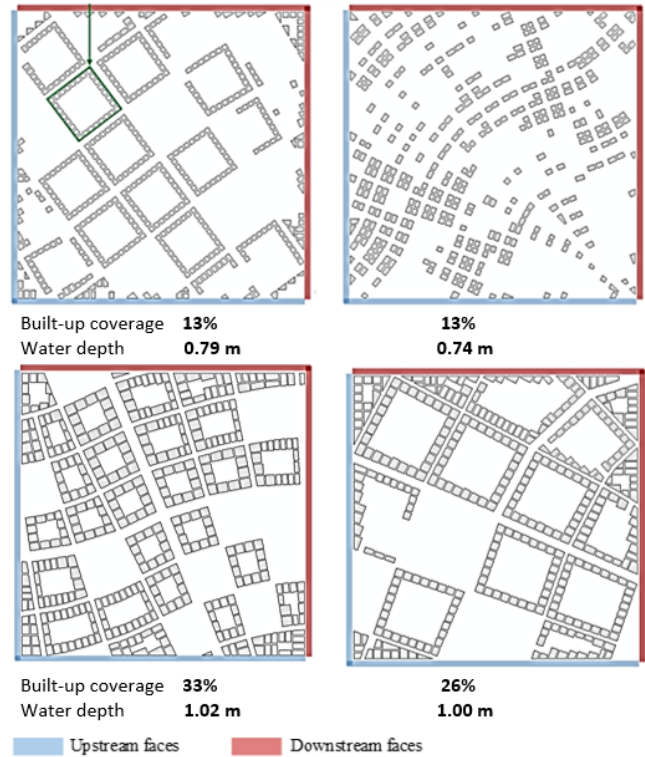 Built-up coverage 13% 13%
Water depth 0.79 m 0.74 m
Built-up coverage 33% 26%
Water depth 1.02 m 1.00 m
Upstream faces Downstream faces